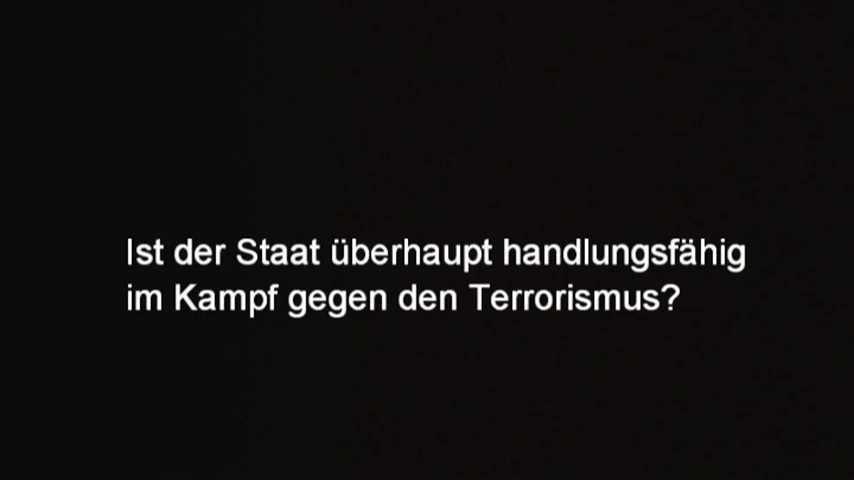 Ist der Staat überhaupt handlungsfähig
im Kampf gegen den Terrorismus?